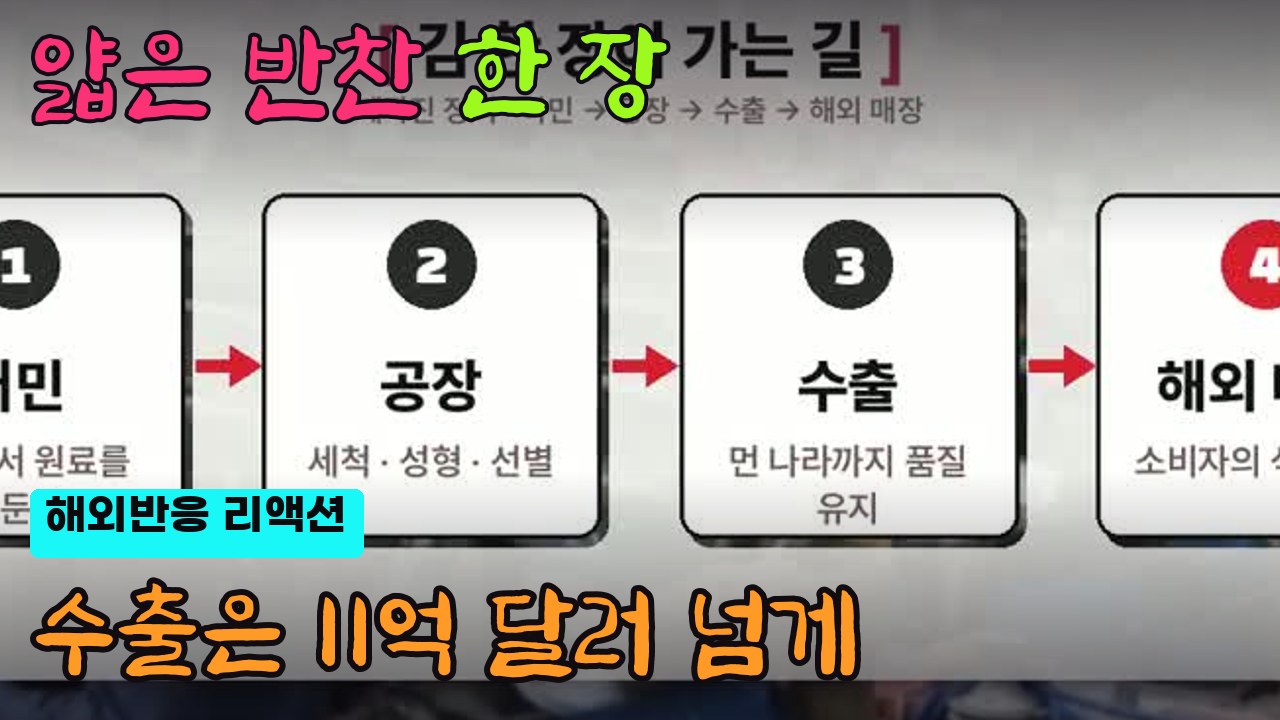 얇은 반찬 한 장
가는 길 ]
→ 수출 → 해외 매장
1
2
3
4
공장
수출
해외
서 원료를
세척 · 성형 · 선별
먼 나라까지 품질
유지
소비자의
해외반응 리액션
수출은 11억 달러 넘게